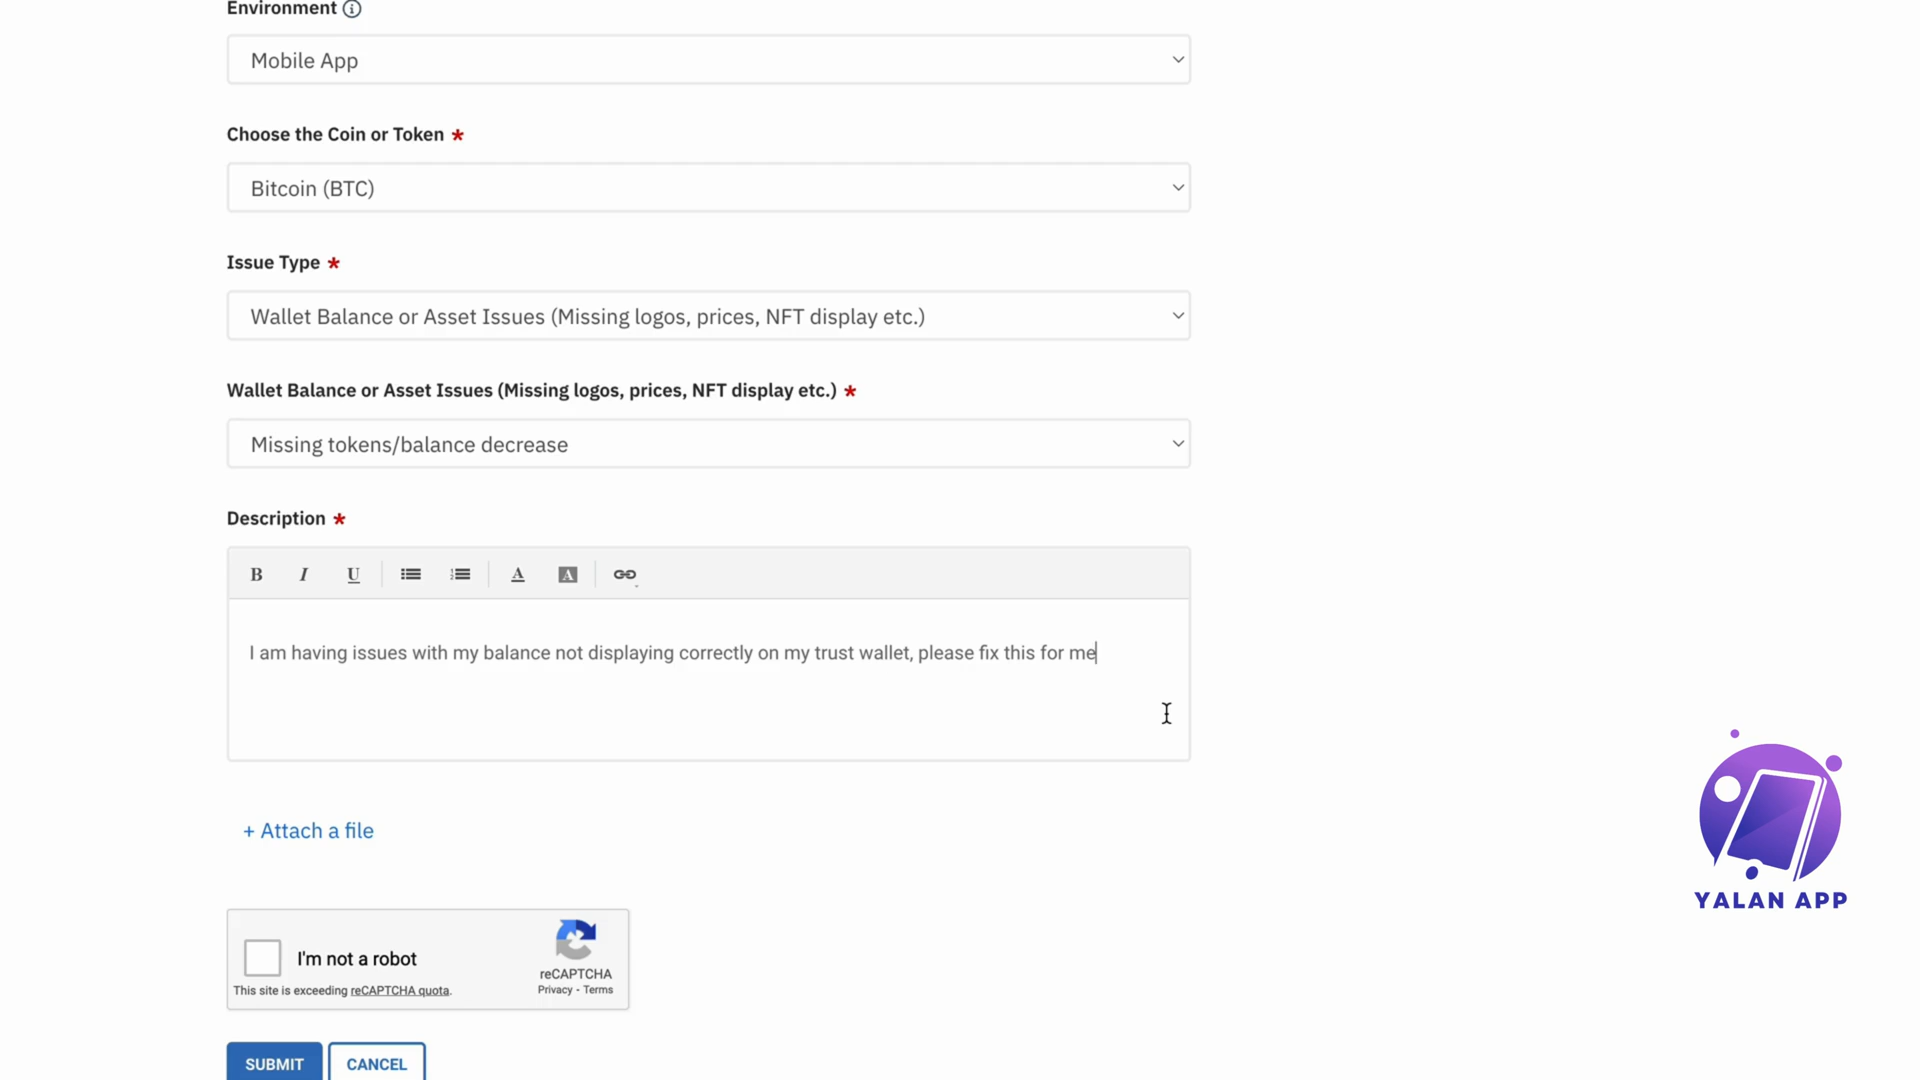 Environment
Mobile App
Choose the Coin or Token *
Bitcoin (BTC)
Issue Type *
Wallet Balance or Asset Issues (Missing logos, prices, NFT display etc.)
Wallet Balance or Asset Issues (Missing logos, prices, NFT display etc.) *
Missing tokens/balance decrease
Description *
B I U A A
I am having issues with my balance not displaying correctly on my trust wallet, please fix this for me
+ Attach a file
I'm not a robot
reCAPTCHA
This site is exceeding reCAPTCHA quota.
Privacy - Terms
SUBMIT CANCEL
YALAN APP